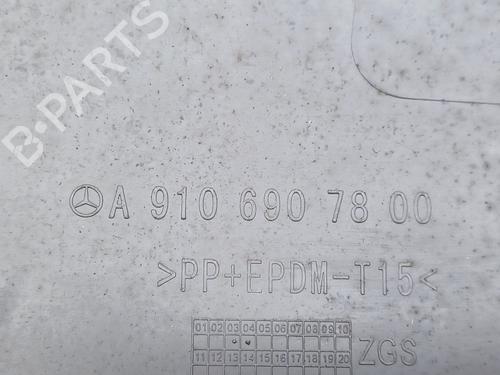 B-PARTS
A 910 690 78 00
>PP+EPDM-T15<
01 02 03 04 05 06 07 08 09 10
11 12 13 14 15 16 17 18 19 20
ZGS